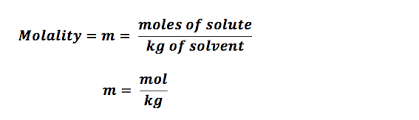 Molality = m = moles of solute / kg of solvent
m = mol / kg